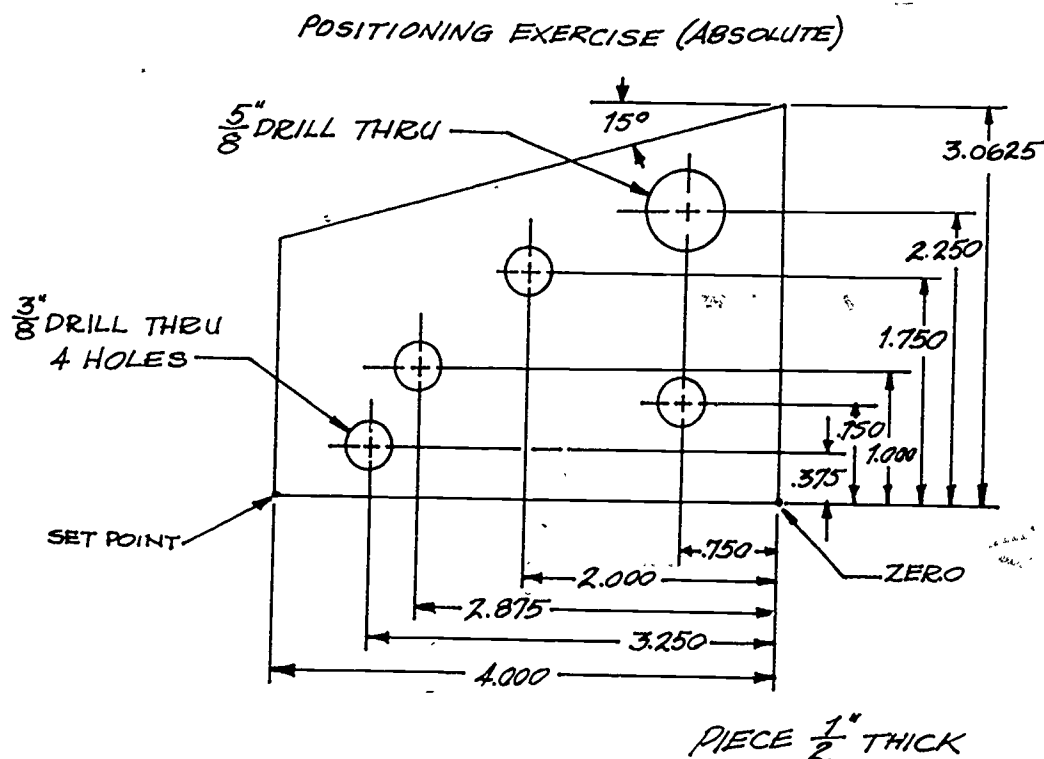 POSITIONING EXERCISE (ABSOLUTE)
5/8" DRILL THRU
15°
3.0625
2.250
3/8" DRILL THRU
4 HOLES
1.750
.750
1.000
.375
SET POINT
.750
ZERO
2.000
2.875
3.250
4.000
PIECE 1/2" THICK